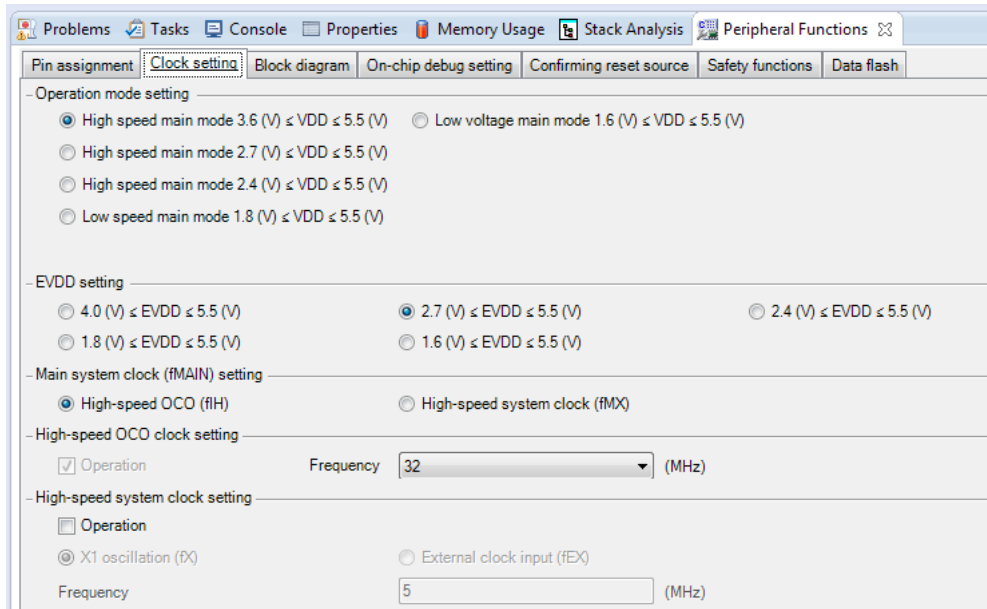 Problems Tasks Console Properties Memory Usage Stack Analysis Peripheral Functions
Pin assignment Clock setting Block diagram On-chip debug setting Confirming reset source Safety functions Data flash
Operation mode setting
High speed main mode 3.6 (V) ≤ VDD ≤ 5.5 (V) Low voltage main mode 1.6 (V) ≤ VDD ≤ 5.5 (V)
High speed main mode 2.7 (V) ≤ VDD ≤ 5.5 (V)
High speed main mode 2.4 (V) ≤ VDD ≤ 5.5 (V)
Low speed main mode 1.8 (V) ≤ VDD ≤ 5.5 (V)
EVDD setting
4.0 (V) ≤ EVDD ≤ 5.5 (V) 2.7 (V) ≤ EVDD ≤ 5.5 (V) 2.4 (V) ≤ EVDD ≤ 5.5 (V)
1.8 (V) ≤ EVDD ≤ 5.5 (V) 1.6 (V) ≤ EVDD ≤ 5.5 (V)
Main system clock (fMAIN) setting
High-speed OCO (fIH) High-speed system clock (fMX)
High-speed OCO clock setting
Operation Frequency 32 (MHz)
High-speed system clock setting
Operation
X1 oscillation (fX) External clock input (fEX)
Frequency 5 (MHz)